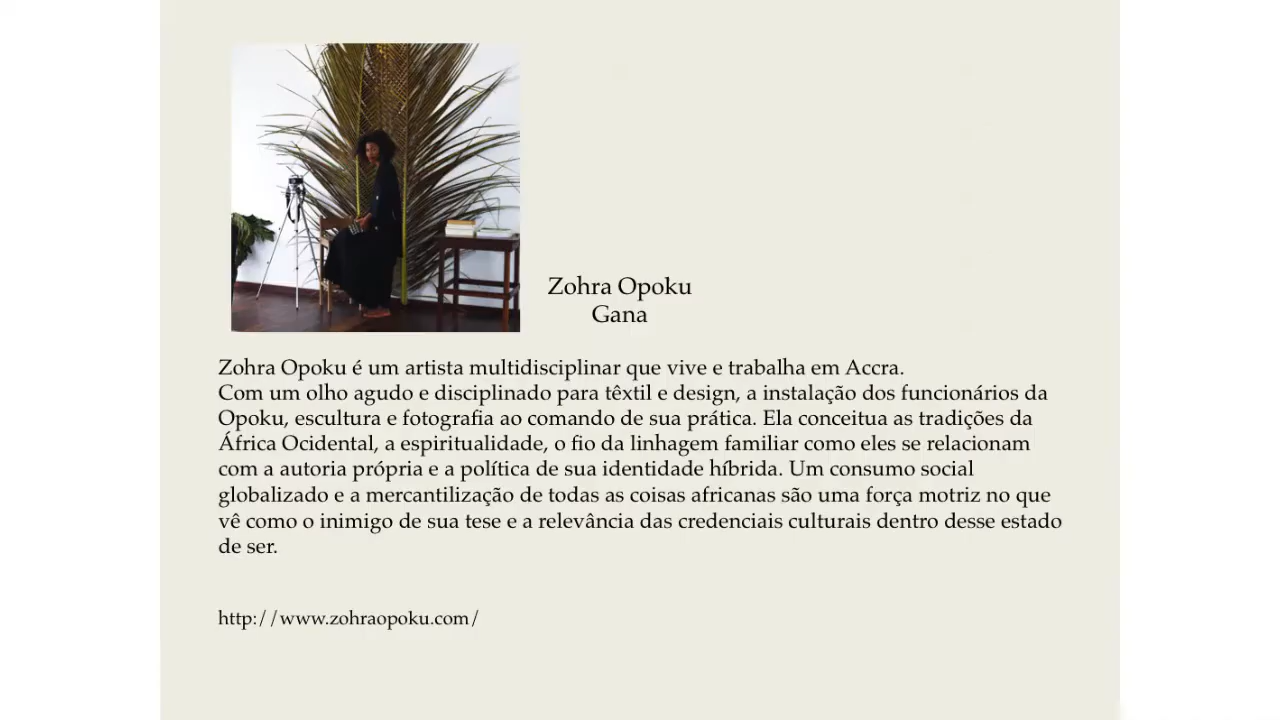 Zohra Opoku
Gana
Zohra Opoku é um artista multidisciplinar que vive e trabalha em Accra.
Com um olho agudo e disciplinado para têxtil e design, a instalação dos funcionários da
Opoku, escultura e fotografia ao comando de sua prática. Ela conceitua as tradições da
África Ocidental, a espiritualidade, o fio da linhagem familiar como eles se relacionam
com a autoria própria e a política de sua identidade híbrida. Um consumo social
globalizado e a mercantilização de todas as coisas africanas são uma força motriz no que
vê como o inimigo de sua tese e a relevância das credenciais culturais dentro desse estado
de ser.
http://www.zohraopoku.com/